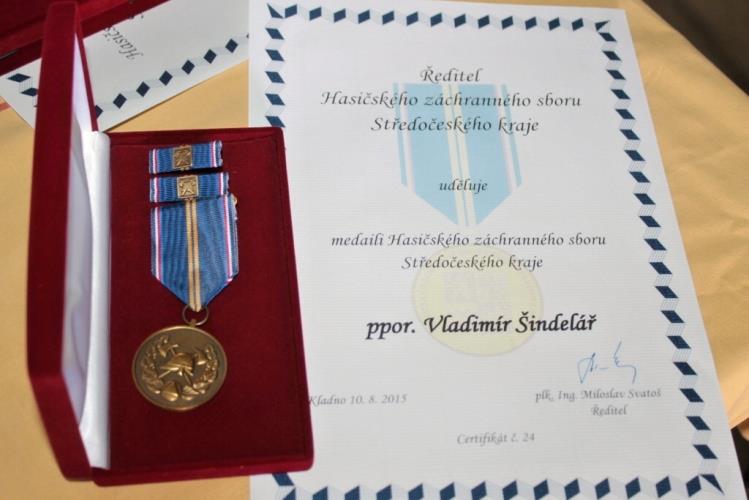 Hasičs
Ředitel
Hasičského záchranného sboru
Středočeského kraje
uděluje
medaili Hasičského záchranného sboru
Středočeského kraje
ppor. Vladimír Šindelář
Kladno 10. 8. 2015
plk. Ing. Miloslav Svatoš
Ředitel
Certifikát č. 24